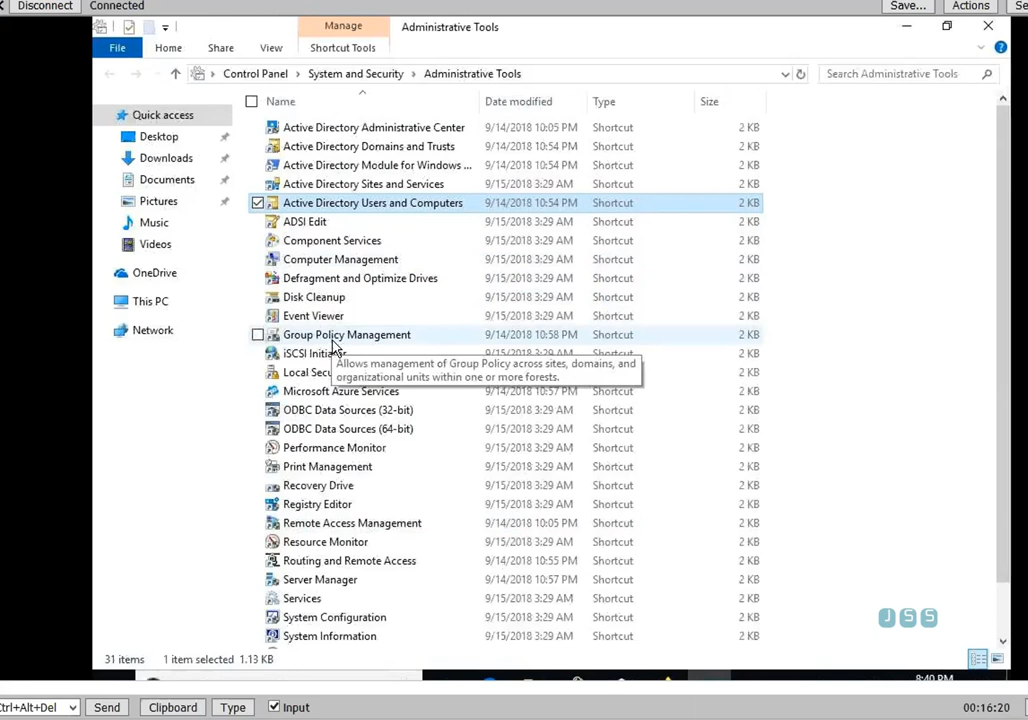 Disconnect Connected Save... Actions Se
Manage Administrative Tools
File Home Share View Shortcut Tools
Control Panel System and Security Administrative Tools Search Administrative Tools
Name Date modified Type Size
Quick access
Desktop
Downloads
Documents
Pictures
Music
Videos
OneDrive
This PC
Network
Active Directory Administrative Center 9/14/2018 10:05 PM Shortcut 2 KB
Active Directory Domains and Trusts 9/14/2018 10:54 PM Shortcut 2 KB
Active Directory Module for Windows ... 9/14/2018 10:54 PM Shortcut 2 KB
Active Directory Sites and Services 9/15/2018 3:29 AM Shortcut 2 KB
Active Directory Users and Computers 9/14/2018 10:54 PM Shortcut 2 KB
ADSI Edit 9/15/2018 3:29 AM Shortcut 2 KB
Component Services 9/15/2018 3:29 AM Shortcut 2 KB
Computer Management 9/15/2018 3:29 AM Shortcut 2 KB
Defragment and Optimize Drives 9/15/2018 3:29 AM Shortcut 2 KB
Disk Cleanup 9/15/2018 3:29 AM Shortcut 2 KB
Event Viewer 9/15/2018 3:29 AM Shortcut 2 KB
Group Policy Management 9/14/2018 10:58 PM Shortcut 2 KB
iSCSI Initiator 9/15/2018 3:29 AM Shortcut 2 KB
Allows management of Group Policy across sites, domains, and
organizational units within one or more forests.
Local Secu 2 KB
Microsoft Azure Services 9/14/2018 10:57 PM Shortcut 2 KB
ODBC Data Sources (32-bit) 9/15/2018 3:29 AM Shortcut 2 KB
ODBC Data Sources (64-bit) 9/15/2018 3:29 AM Shortcut 2 KB
Performance Monitor 9/15/2018 3:29 AM Shortcut 2 KB
Print Management 9/15/2018 3:29 AM Shortcut 2 KB
Recovery Drive 9/15/2018 3:29 AM Shortcut 2 KB
Registry Editor 9/15/2018 3:29 AM Shortcut 2 KB
Remote Access Management 9/14/2018 10:05 PM Shortcut 2 KB
Resource Monitor 9/15/2018 3:29 AM Shortcut 2 KB
Routing and Remote Access 9/14/2018 10:55 PM Shortcut 2 KB
Server Manager 9/14/2018 10:57 PM Shortcut 2 KB
Services 9/15/2018 3:29 AM Shortcut 2 KB
System Configuration 9/15/2018 3:29 AM Shortcut 2 KB
System Information 9/15/2018 3:29 AM Shortcut 2 KB
JSS
31 items 1 item selected 1.13 KB
8:40 PM
Ctrl+Alt+Del Send Clipboard Type Input 00:16:20